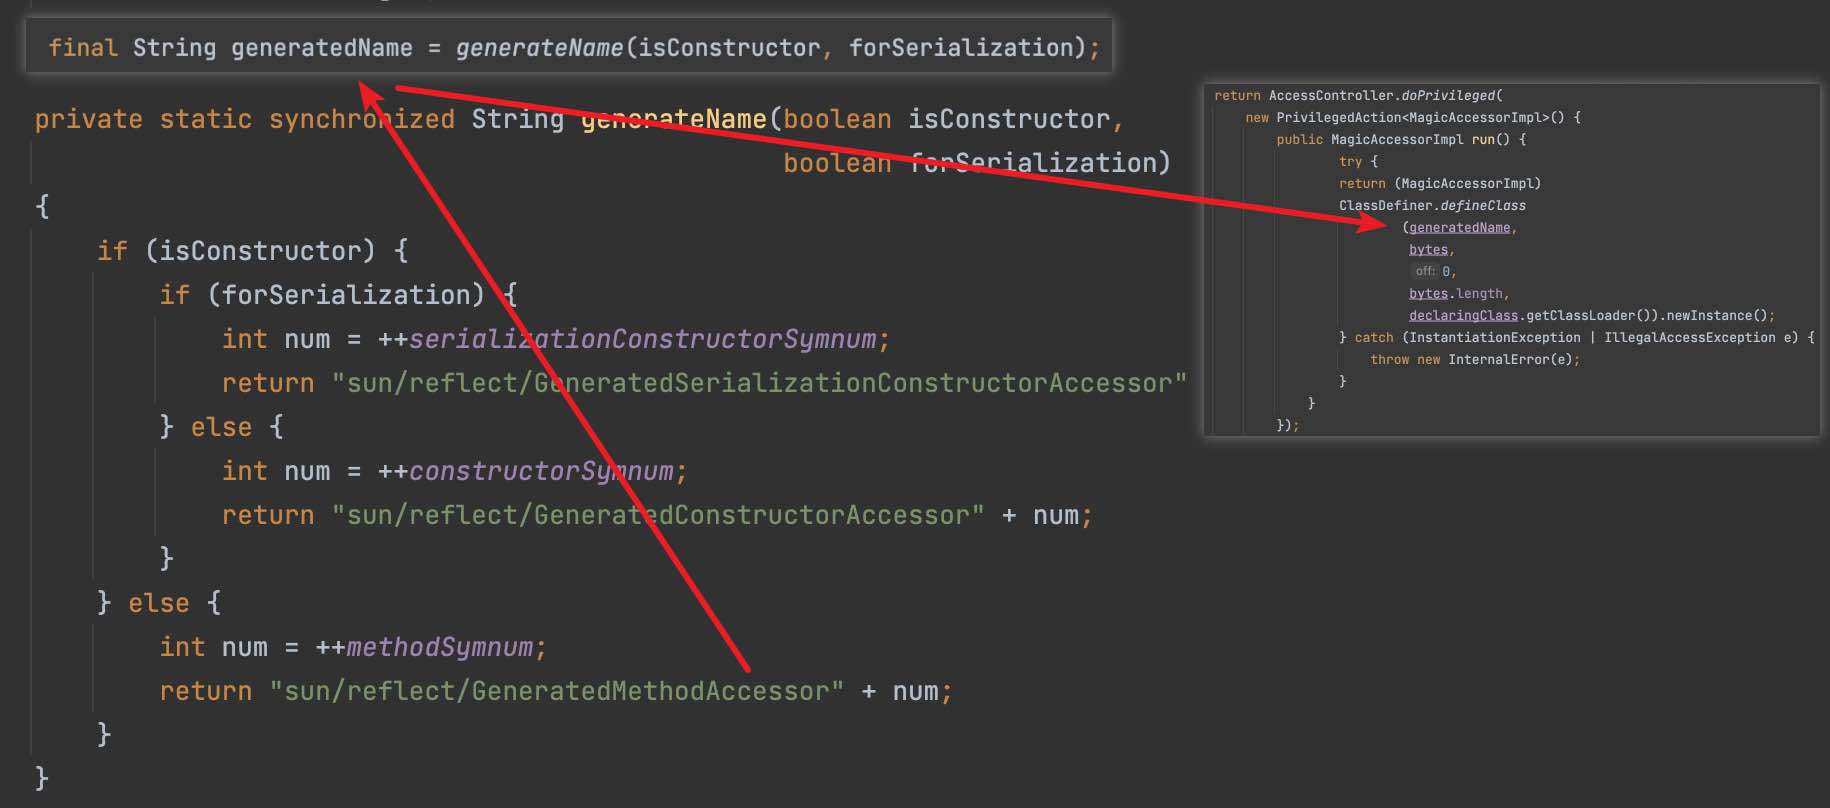 final String generatedName = generateName(isConstructor, forSerialization);
private static synchronized String generateName(boolean isConstructor,
boolean forSerialization)
{
if (isConstructor) {
if (forSerialization) {
int num = ++serializationConstructorSymnum;
return "sun/reflect/GeneratedSerializationConstructorAccessor"
} else {
int num = ++constructorSymnum;
return "sun/reflect/GeneratedConstructorAccessor" + num;
}
} else {
int num = ++methodSymnum;
return "sun/reflect/GeneratedMethodAccessor" + num;
}
}
return AccessController.doPrivileged(
new PrivilegedAction<MagicAccessorImpl>() {
public MagicAccessorImpl run() {
try {
return (MagicAccessorImpl)
ClassDefiner.defineClass
(generatedName,
bytes,
off: 0,
bytes.length,
declaringClass.getClassLoader()).newInstance();
} catch (InstantiationException | IllegalAccessException e) {
throw new InternalError(e);
}
}
});